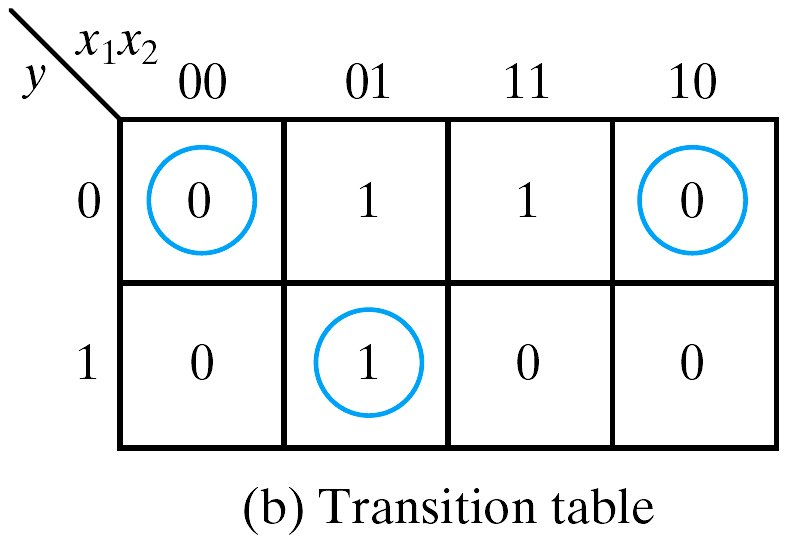 x₁x₂
y
00 01 11 10
0 0 1 1 0
1 0 1 0 0
(b) Transition table